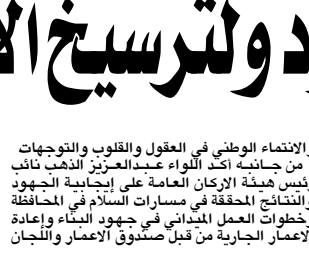 د ولترسيخ الا
والانتماء الوطني في العقول والقلوب والتوجهات
من جانبه أكد اللواء عبدالعزيز الذهب نائب
رئيس هيئة الاركان العامة على إيجابية الجهود
والنتائج المحققة في مسارات السلام في المحافظة
وخطوات العمل الميداني في جهود البناء وإعادة
الاعمار الجارية من قبل صندوق الاعمار واللجان